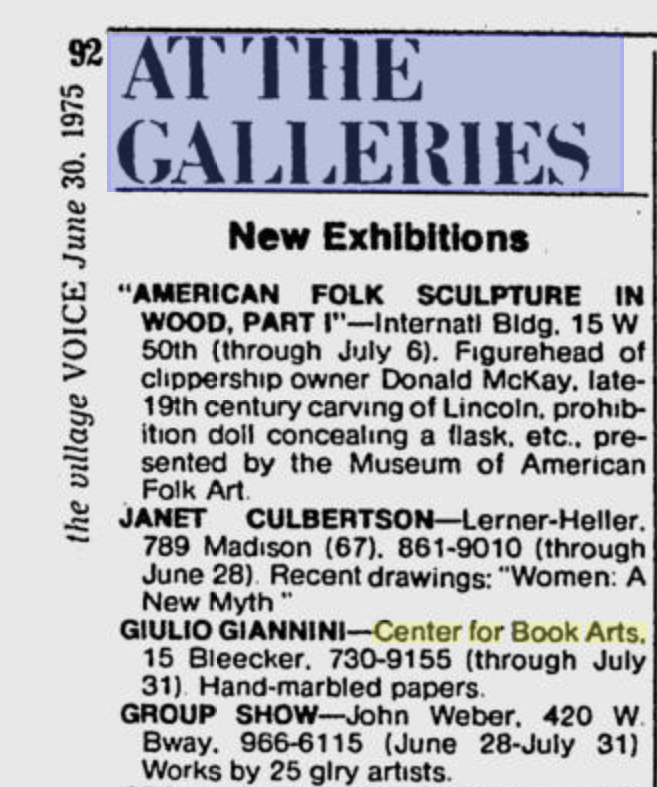 92
the village VOICE June 30, 1975
AT THE
GALLERIES
New Exhibitions
"AMERICAN FOLK SCULPTURE IN
WOOD, PART I"—Internatl Bldg. 15 W
50th (through July 6). Figurehead of
clippership owner Donald McKay, late-
19th century carving of Lincoln, prohib-
ition doll concealing a flask, etc., pre-
sented by the Museum of American
Folk Art.
JANET CULBERTSON—Lerner-Heller,
789 Madison (67). 861-9010 (through
June 28). Recent drawings: "Women: A
New Myth "
GIULIO GIANNINI—Center for Book Arts,
15 Bleecker. 730-9155 (through July
31). Hand-marbled papers.
GROUP SHOW—John Weber, 420 W.
Bway. 966-6115 (June 28-July 31)
Works by 25 glry artists.